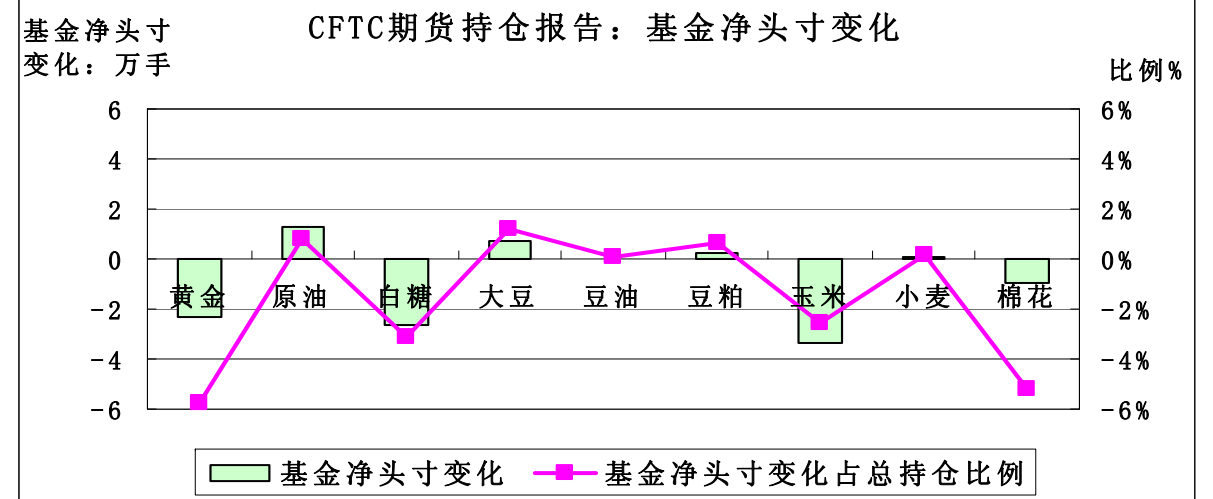 CFTC期货持仓报告：基金净头寸变化
基金净头寸
变化：万手
比例%
6 6%
4 4%
2 2%
0 0%
黄金 原油 白糖 大豆 豆油 豆粕 玉米 小麦 棉花
-2 -2%
-4 -4%
-6 -6%
基金净头寸变化 基金净头寸变化占总持仓比例